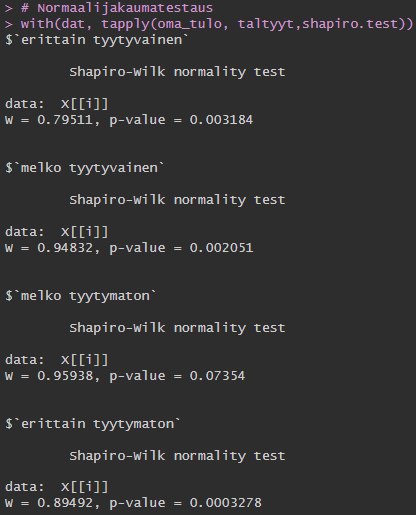 > # Normaalijakaumatestaus
> with(dat, tapply(oma_tulo, taltyyt,shapiro.test))
$`erittain tyytyvainen`
Shapiro-Wilk normality test
data:  X[[i]]
W = 0.79511, p-value = 0.003184
$`melko tyytyvainen`
Shapiro-Wilk normality test
data:  X[[i]]
W = 0.94832, p-value = 0.002051
$`melko tyytymaton`
Shapiro-Wilk normality test
data:  X[[i]]
W = 0.95938, p-value = 0.07354
$`erittain tyytymaton`
Shapiro-Wilk normality test
data:  X[[i]]
W = 0.89492, p-value = 0.0003278